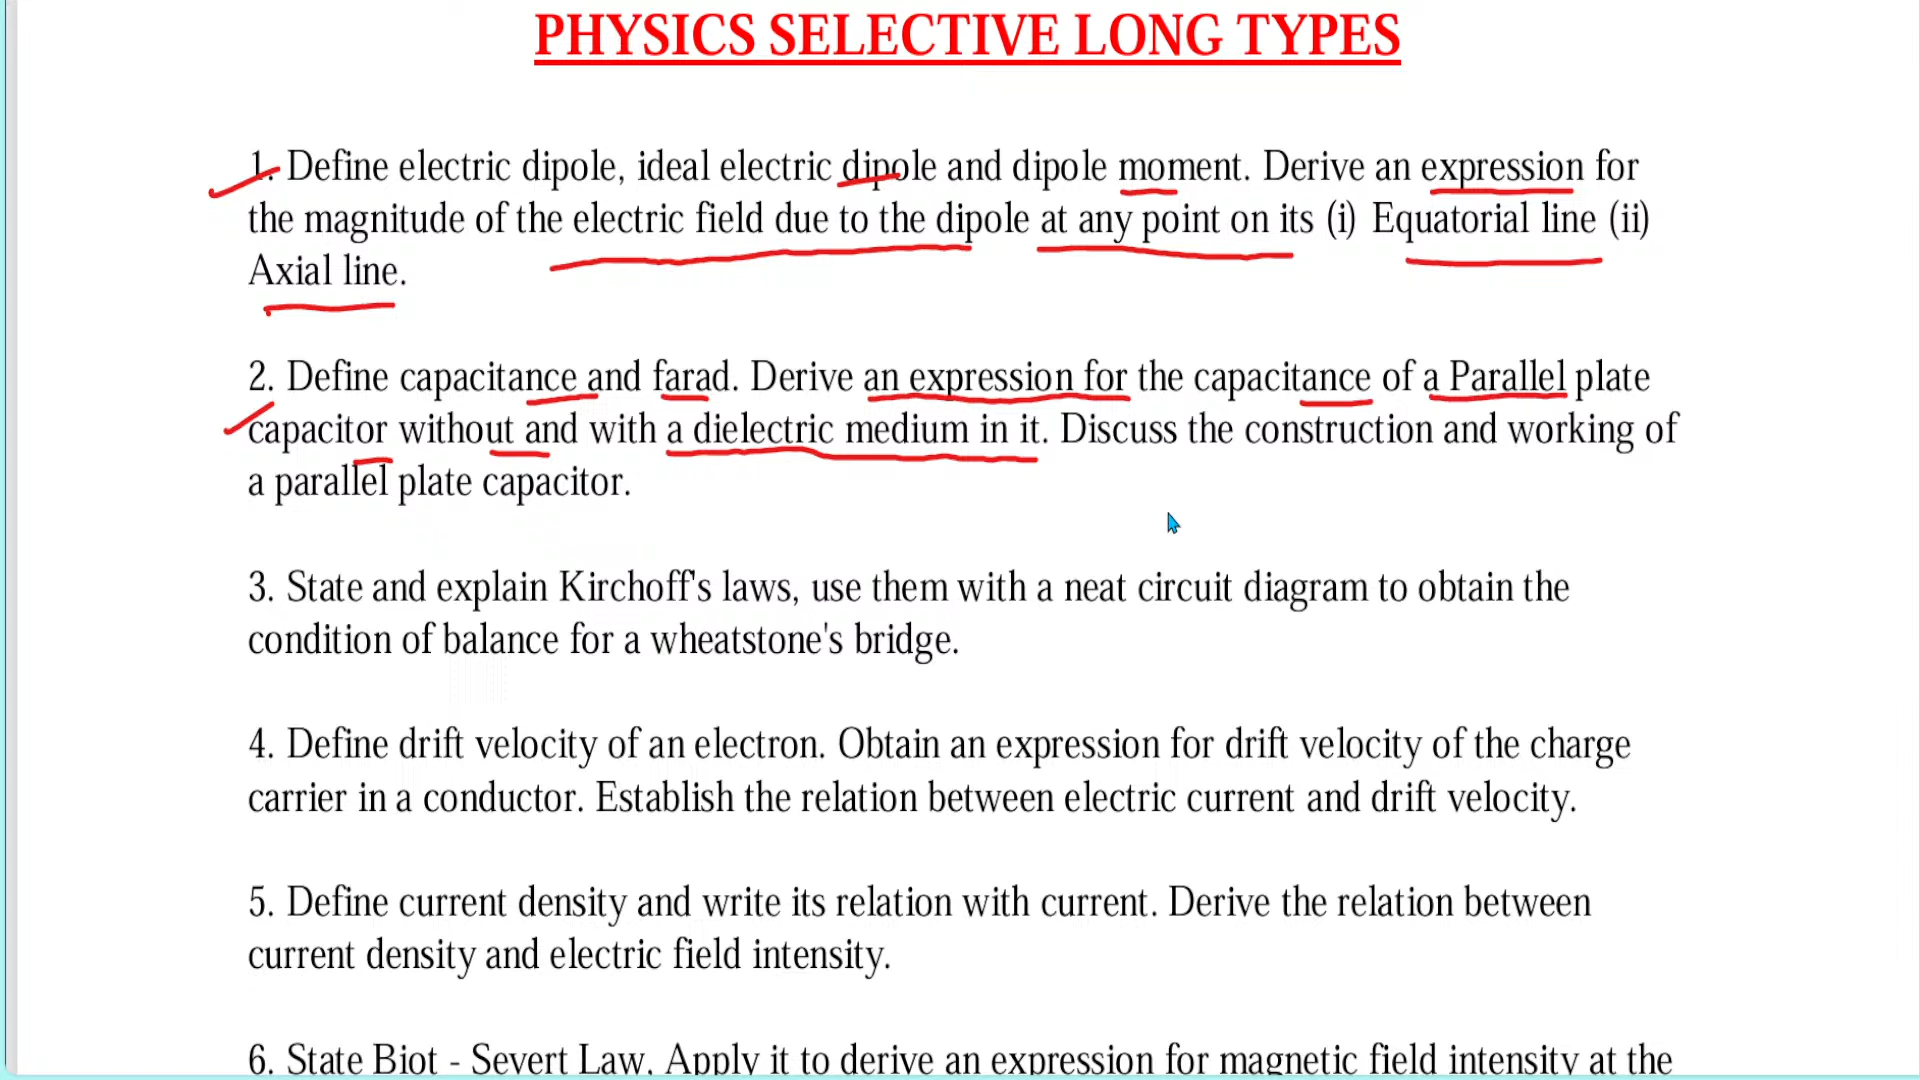 PHYSICS SELECTIVE LONG TYPES
1. Define electric dipole, ideal electric dipole and dipole moment. Derive an expression for
the magnitude of the electric field due to the dipole at any point on its (i) Equatorial line (ii)
Axial line.
2. Define capacitance and farad. Derive an expression for the capacitance of a Parallel plate
capacitor without and with a dielectric medium in it. Discuss the construction and working of
a parallel plate capacitor.
3. State and explain Kirchoff's laws, use them with a neat circuit diagram to obtain the
condition of balance for a wheatstone's bridge.
4. Define drift velocity of an electron. Obtain an expression for drift velocity of the charge
carrier in a conductor. Establish the relation between electric current and drift velocity.
5. Define current density and write its relation with current. Derive the relation between
current density and electric field intensity.
6. State Biot - Severt Law. Apply it to derive an expression for magnetic field intensity at the